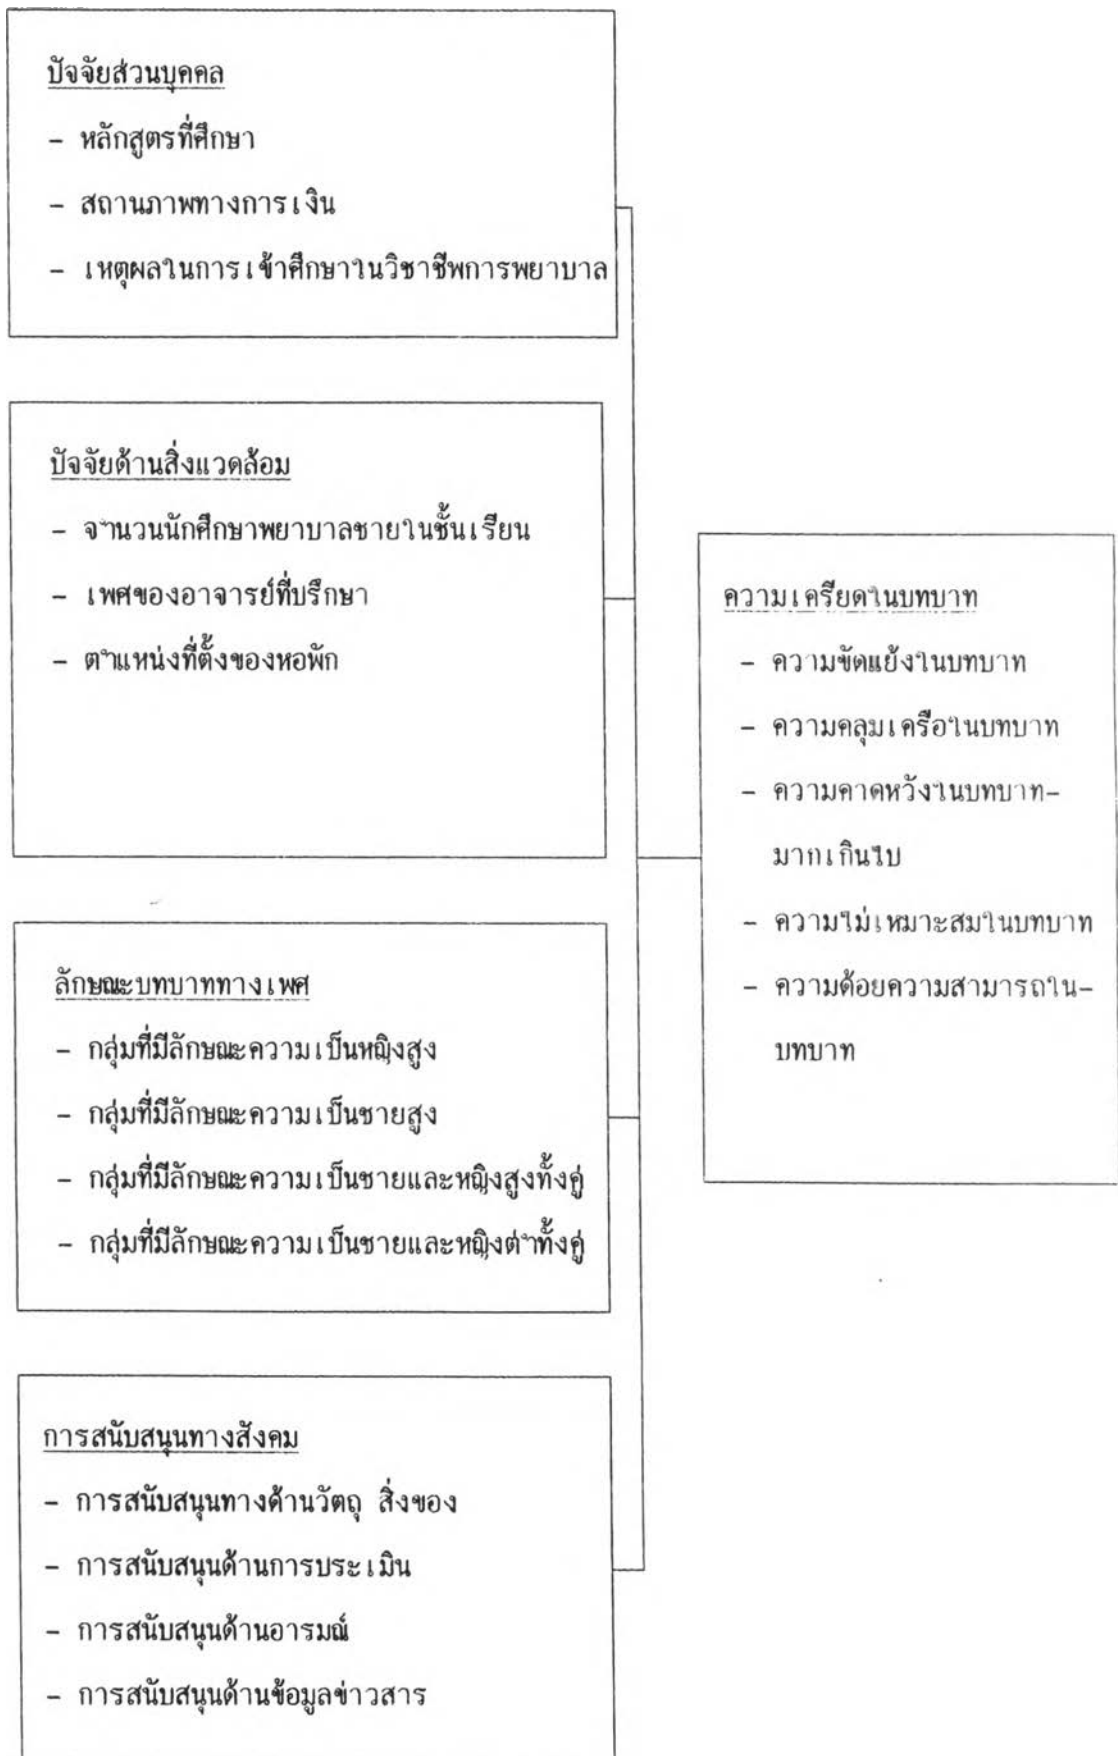 ปัจจัยส่วนบุคคล
- หลักสูตรที่ศึกษา
- สถานภาพทางการเงิน
- เหตุผลในการเข้าศึกษาในวิชาชีพการพยาบาล
ปัจจัยด้านสิ่งแวดล้อม
- จำนวนนักศึกษาพยาบาลชายในชั้นเรียน
- เพศของอาจารย์ที่ปรึกษา
- ตำแหน่งที่ตั้งของหอพัก
ลักษณะบทบาททางเพศ
- กลุ่มที่มีลักษณะความเป็นหญิงสูง
- กลุ่มที่มีลักษณะความเป็นชายสูง
- กลุ่มที่มีลักษณะความเป็นชายและหญิงสูงทั้งคู่
- กลุ่มที่มีลักษณะความเป็นชายและหญิงต่ำทั้งคู่
การสนับสนุนทางสังคม
- การสนับสนุนทางด้านวัตถุ สิ่งของ
- การสนับสนุนด้านการประเมิน
- การสนับสนุนด้านอารมณ์
- การสนับสนุนด้านข้อมูลข่าวสาร
ความเครียดในบทบาท
- ความขัดแย้งในบทบาท
- ความคลุมเครือในบทบาท
- ความคาดหวังในบทบาท-
มากเกินไป
- ความไม่เหมาะสมในบทบาท
- ความด้อยความสามารถใน-
บทบาท